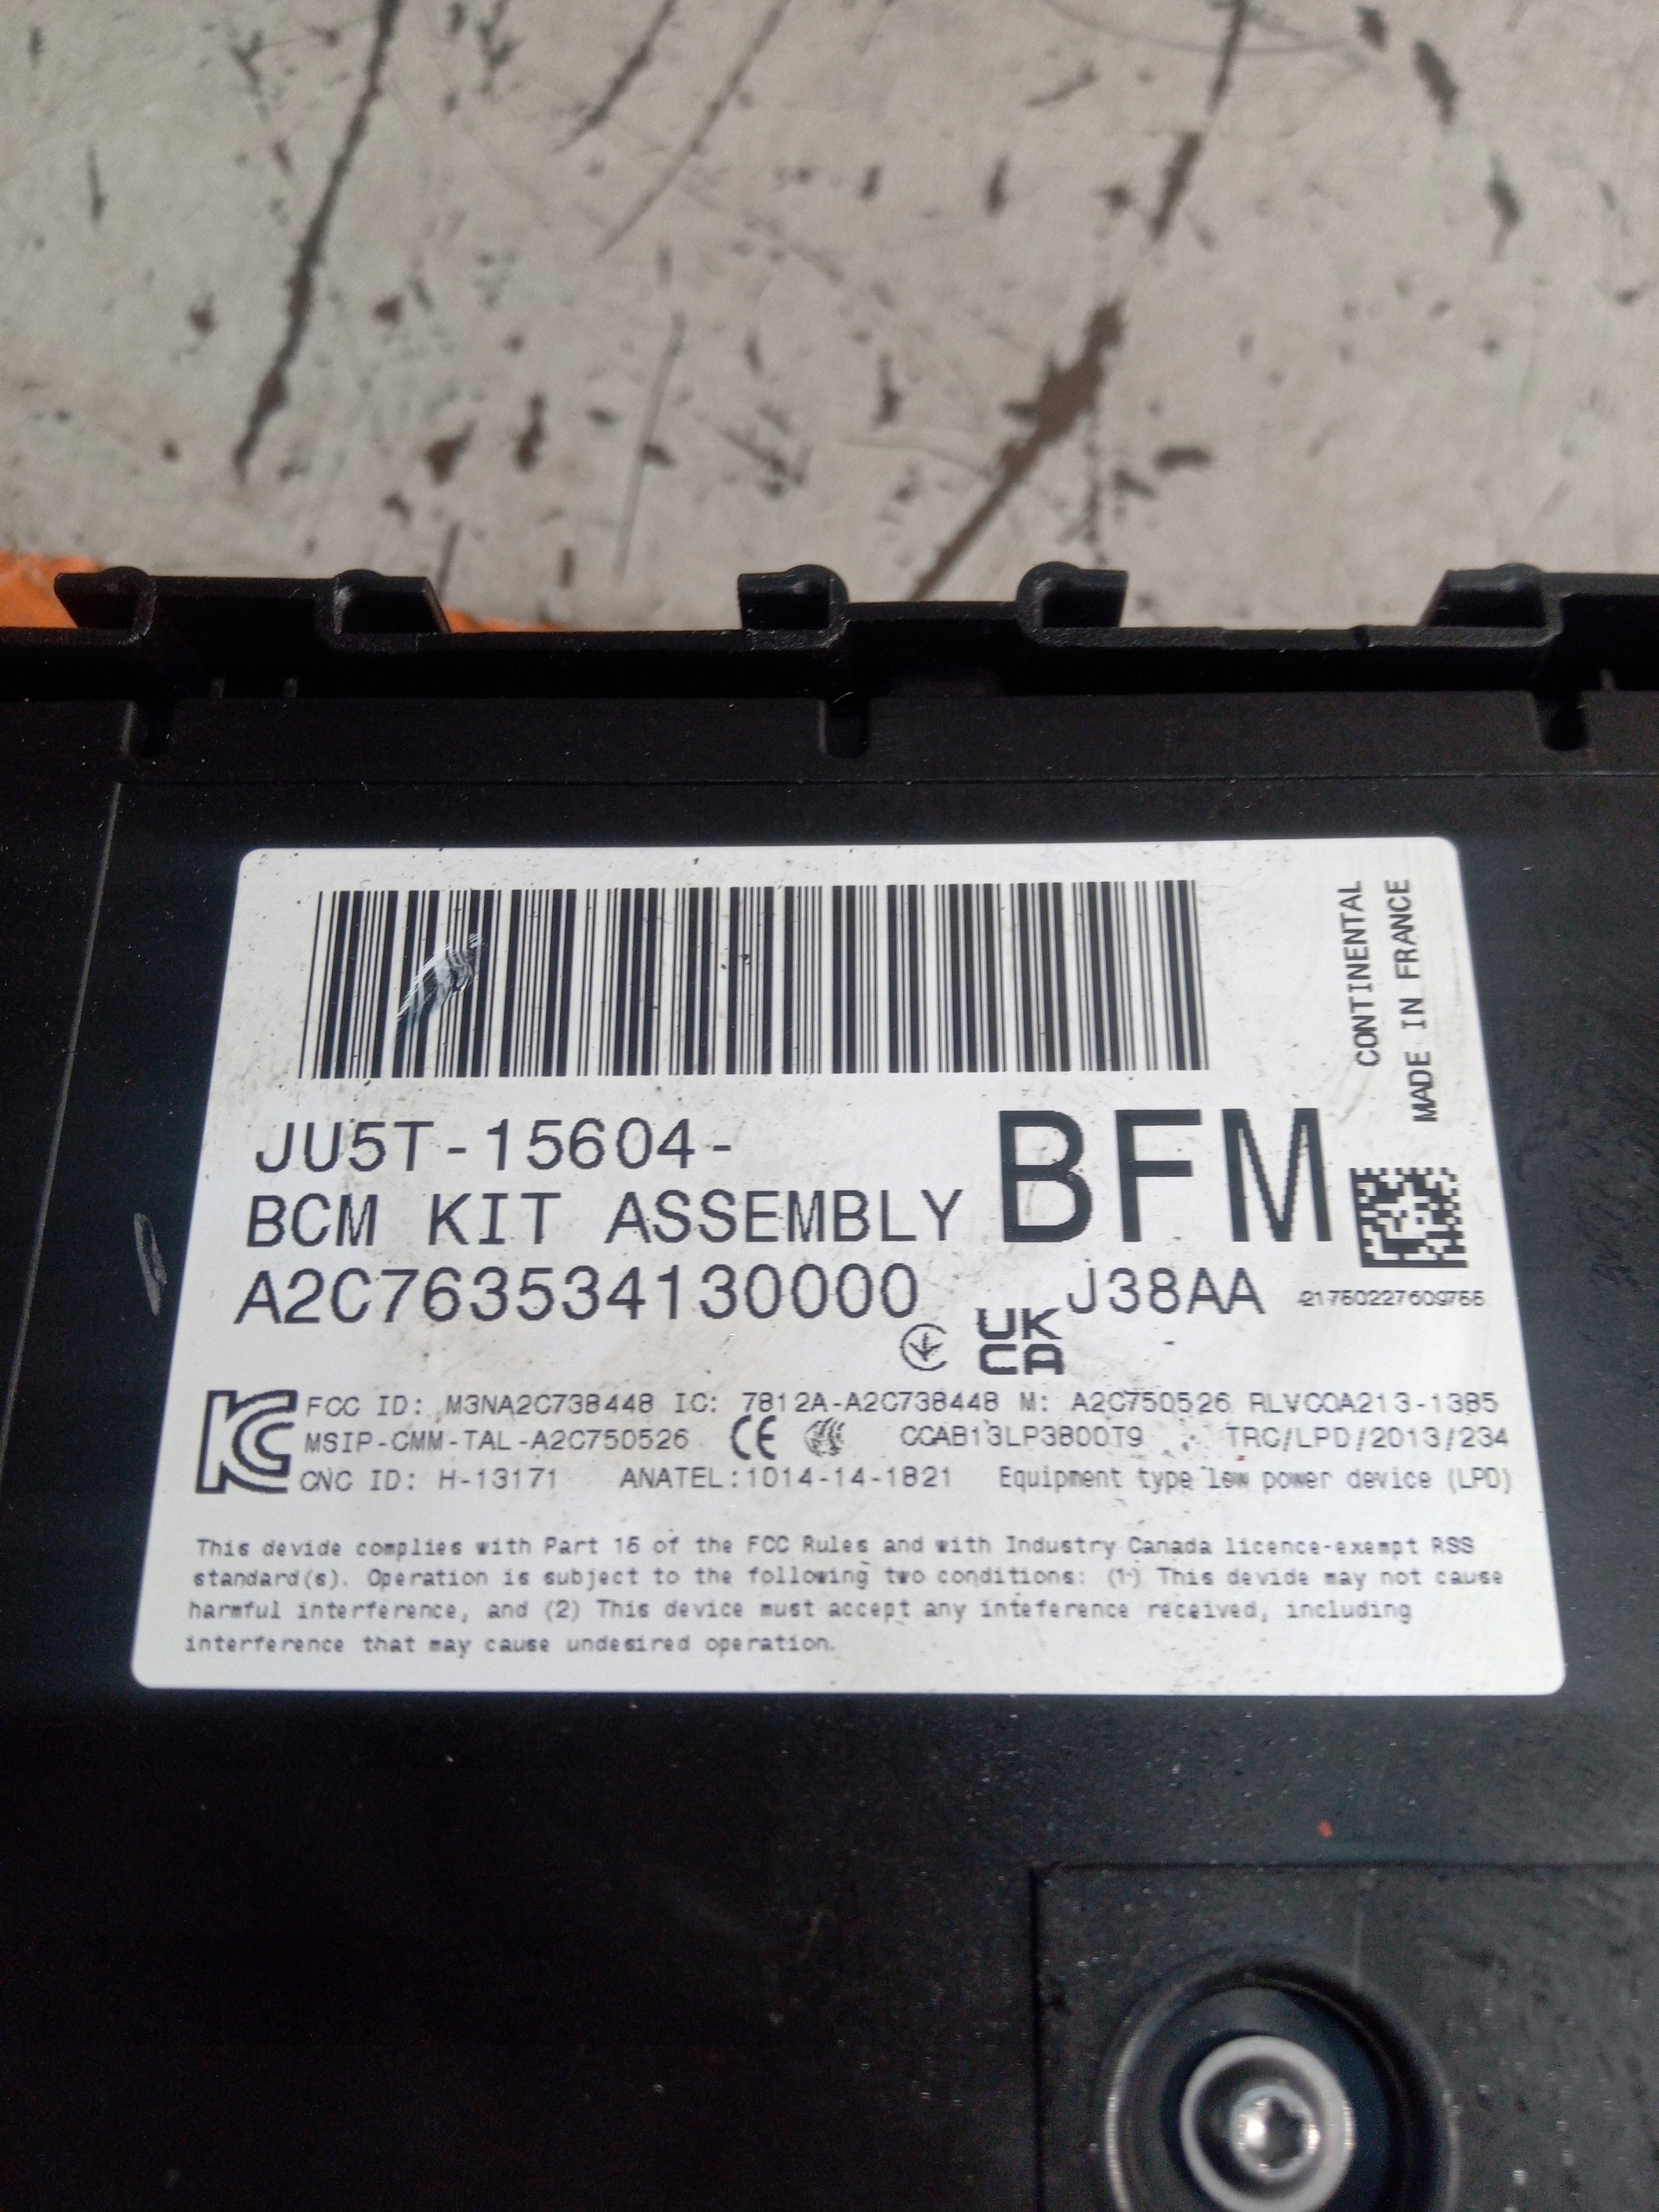 CONTINENTAL
MADE IN FRANCE
JU5T-15604-
BFM
BCM KIT ASSEMBLY
A2C763534130000
J38AA
UK
CA
FCC ID: M3NA2C738448 IC: 7812A-A2C738448 M: A2C750526 RLVCOA213-1385
MSIP-CMM-TAL-A2C750526 CE CCAB13LP3800T9 TRC/LPD/2013/234
CNC ID: H-13171 ANATEL:1014-14-1821 Equipment type low power device (LPD)
This devide complies with Part 15 of the FCC Rules and with Industry Canada licence-exempt RSS
standard(s). Operation is subject to the following two conditions: (1) This devide may not cause
harmful interference, and (2) This device must accept any inteference received, including
interference that may cause undesired operation.